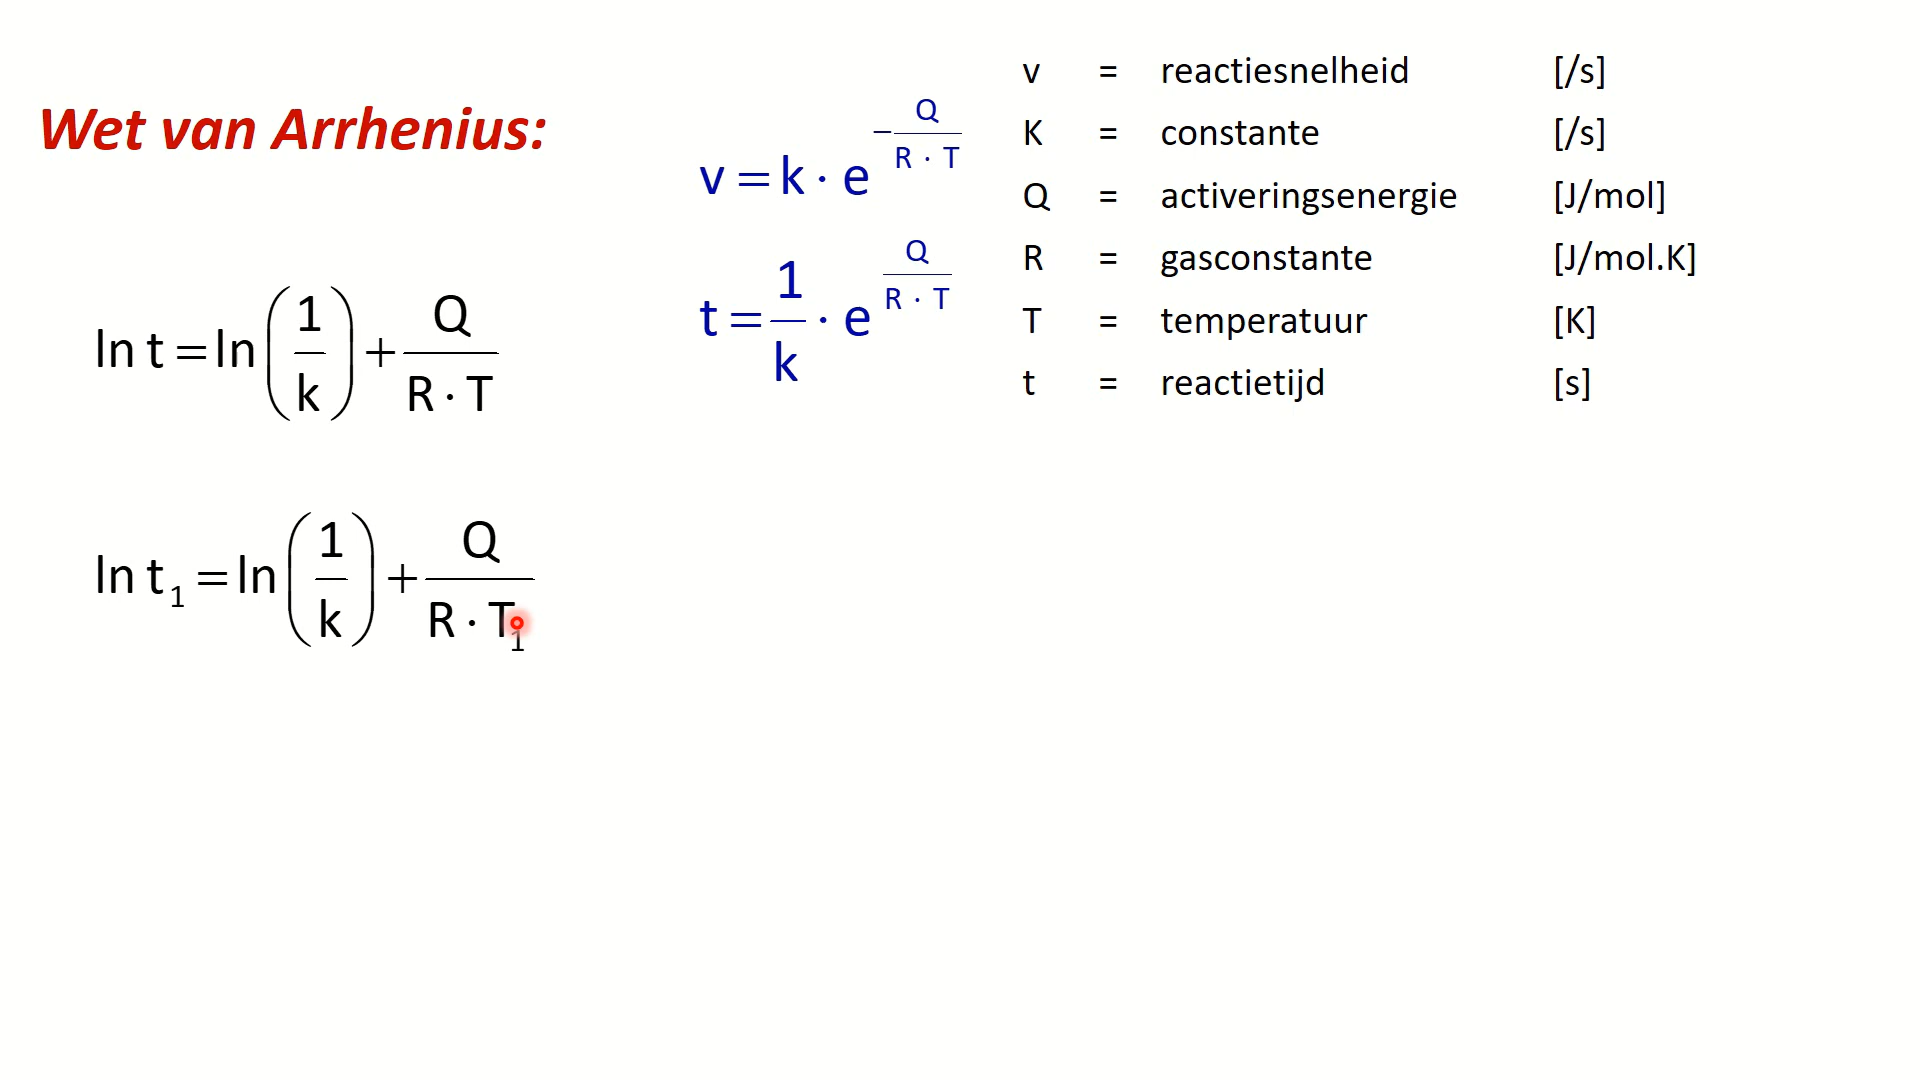 Wet van Arrhenius:
v = k · e^(−Q/(R · T))
t = 1/k · e^(Q/(R · T))
ln t = ln(1/k) + Q/(R · T)
ln t₁ = ln(1/k) + Q/(R · T₁)
v = reactiesnelheid [/s]
K = constante [/s]
Q = activeringsenergie [J/mol]
R = gasconstante [J/mol.K]
T = temperatuur [K]
t = reactietijd [s]